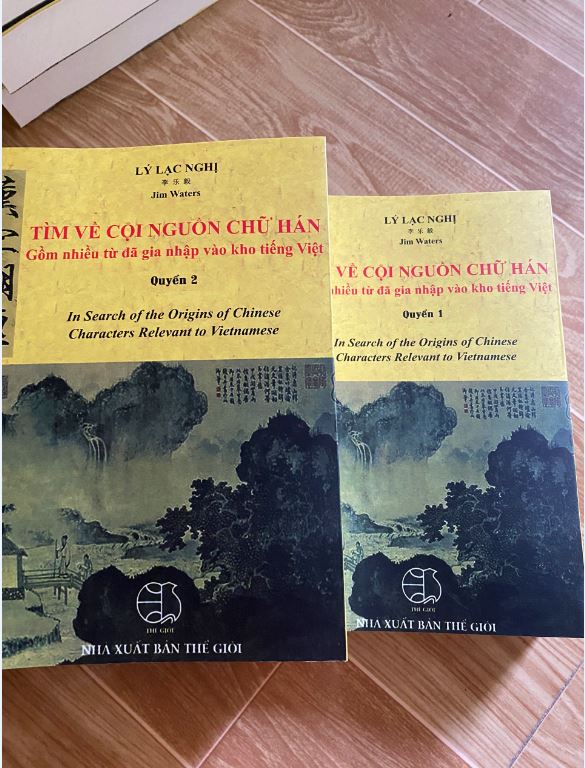 LÝ LẠC NGHỊ
李 乐 毅
Jim Waters
TÌM VỀ CỘI NGUỒN CHỮ HÁN
Gồm nhiều từ đã gia nhập vào kho tiếng Việt
Quyển 2
In Search of the Origins of Chinese
Characters Relevant to Vietnamese
THẾ GIỚI
NHÀ XUẤT BẢN THẾ GIỚI
LÝ LẠC NGHỊ
李 乐 毅
Jim Waters
VỀ CỘI NGUỒN CHỮ HÁN
nhiều từ đã gia nhập vào kho tiếng Việt
Quyển 1
In Search of the Origins of Chinese
Characters Relevant to Vietnamese
THẾ GIỚI
NHÀ XUẤT BẢN THẾ GIỚI